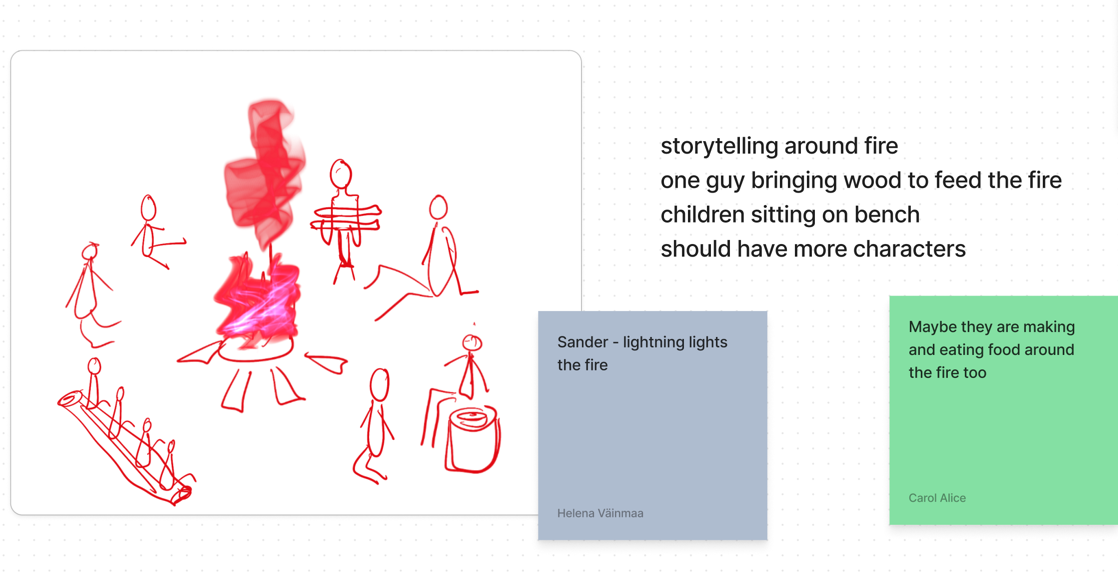 storytelling around fire
one guy bringing wood to feed the fire
children sitting on bench
should have more characters
Sander - lightning lights
the fire
Helena Väinmaa
Maybe they are making
and eating food around
the fire too
Carol Alice